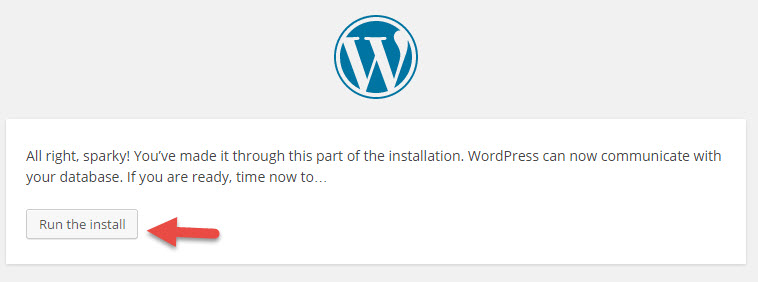 All right, sparky! You’ve made it through this part of the installation. WordPress can now communicate with
your database. If you are ready, time now to…
Run the install